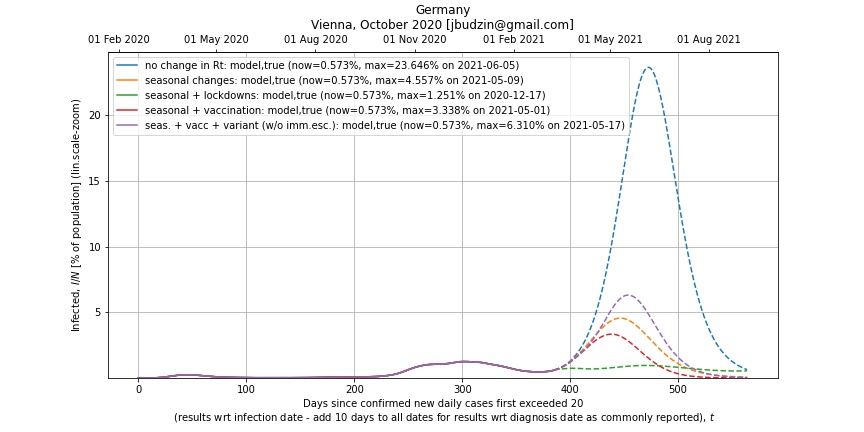 Germany
Vienna, October 2020 [jbudzin@gmail.com]
01 Feb 2020 01 May 2020 01 Aug 2020 01 Nov 2020 01 Feb 2021 01 May 2021 01 Aug 2021
no change in Rt: model,true (now=0.573%, max=23.646% on 2021-06-05)
seasonal changes: model,true (now=0.573%, max=4.557% on 2021-05-09)
seasonal + lockdowns: model,true (now=0.573%, max=1.251% on 2020-12-17)
seasonal + vaccination: model,true (now=0.573%, max=3.338% on 2021-05-01)
seas. + vacc + variant (w/o imm.esc.): model,true (now=0.573%, max=6.310% on 2021-05-17)
Infected, I/N [% of population] (lin.scale-zoom)
20
15
10
5
0 100 200 300 400 500
Days since confirmed new daily cases first exceeded 20
(results wrt infection date - add 10 days to all dates for results wrt diagnosis date as commonly reported), t